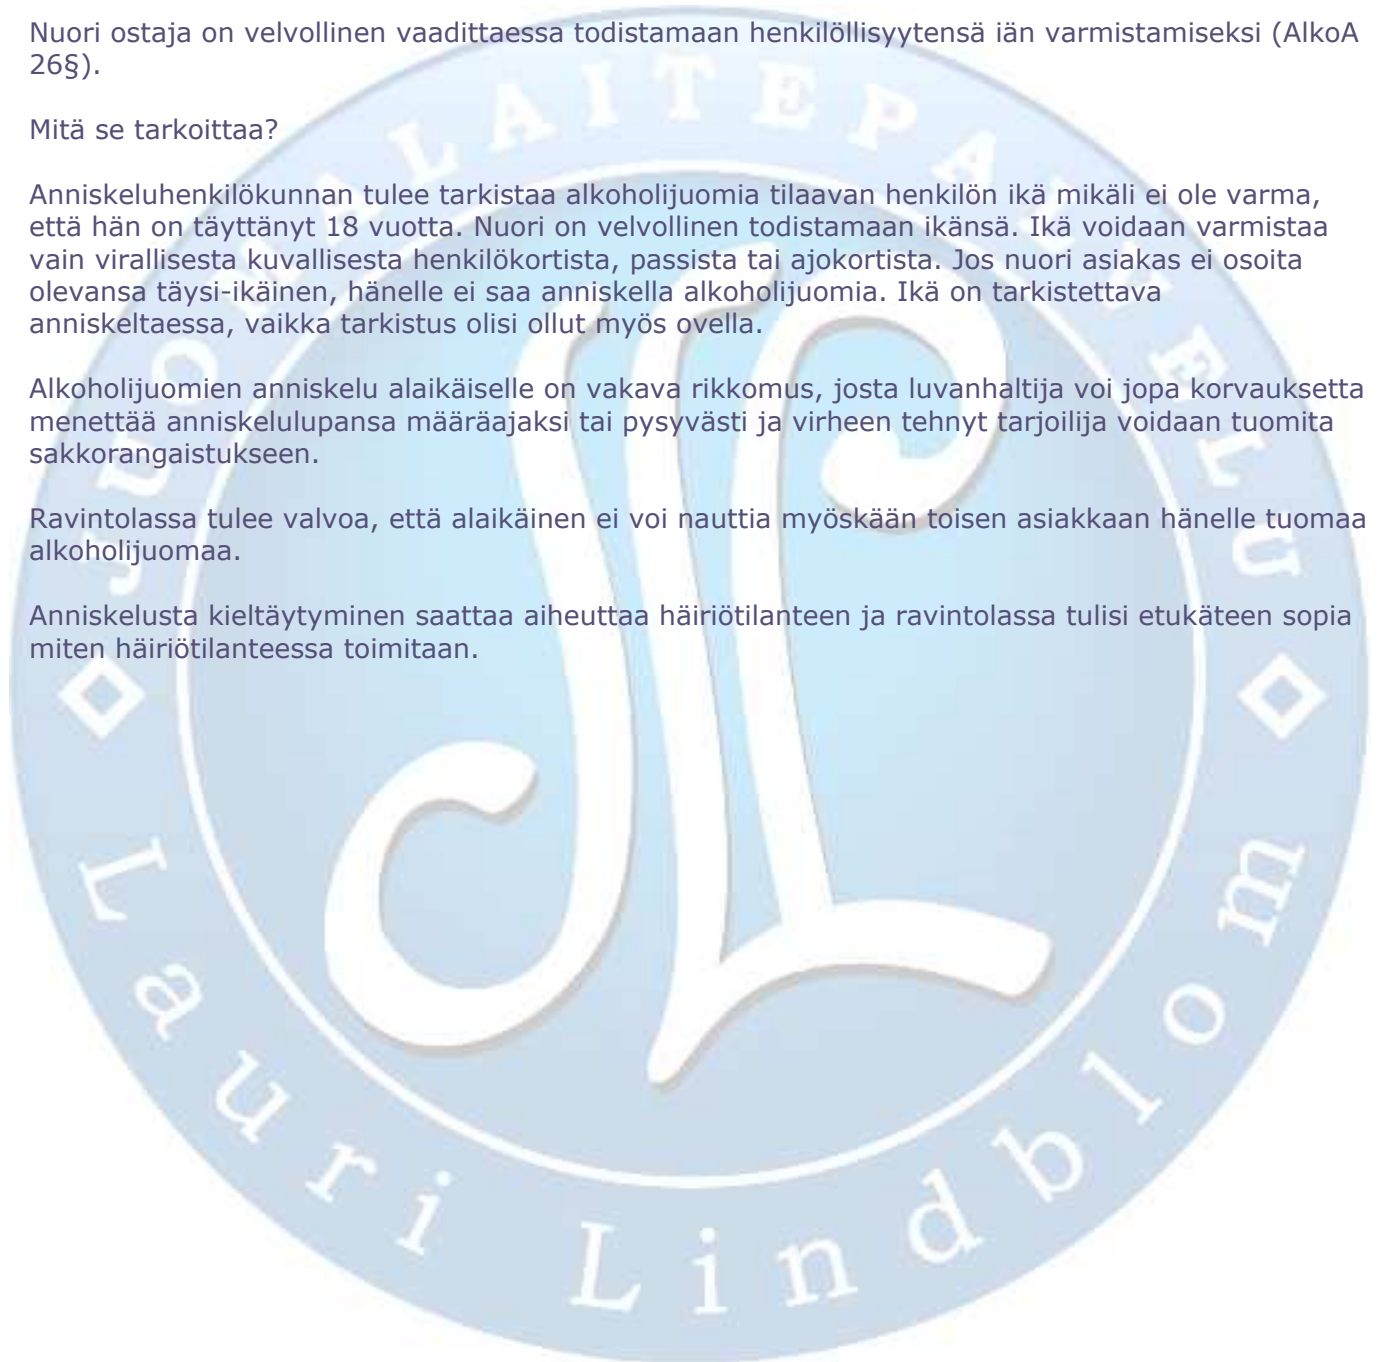 Nuori ostaja on velvollinen vaadittaessa todistamaan henkilöllisyytensä iän varmistamiseksi (AlkoA
26§).
Mitä se tarkoittaa?
Anniskeluhenkilökunnan tulee tarkistaa alkoholijuomia tilaavan henkilön ikä mikäli ei ole varma,
että hän on täyttänyt 18 vuotta. Nuori on velvollinen todistamaan ikänsä. Ikä voidaan varmistaa
vain virallisesta kuvallisesta henkilökortista, passista tai ajokortista. Jos nuori asiakas ei osoita
olevansa täysi-ikäinen, hänelle ei saa anniskella alkoholijuomia. Ikä on tarkistettava
anniskeltaessa, vaikka tarkistus olisi ollut myös ovella.
Alkoholijuomien anniskelu alaikäiselle on vakava rikkomus, josta luvanhaltija voi jopa korvauksetta
menettää anniskelulupansa määräajaksi tai pysyvästi ja virheen tehnyt tarjoilija voidaan tuomita
sakkorangaistukseen.
Ravintolassa tulee valvoa, että alaikäinen ei voi nauttia myöskään toisen asiakkaan hänelle tuomaa
alkoholijuomaa.
Anniskelusta kieltäytyminen saattaa aiheuttaa häiriötilanteen ja ravintolassa tulisi etukäteen sopia
miten häiriötilanteessa toimitaan.
JUOMALAITEPALVELU
Lauri Lindblom